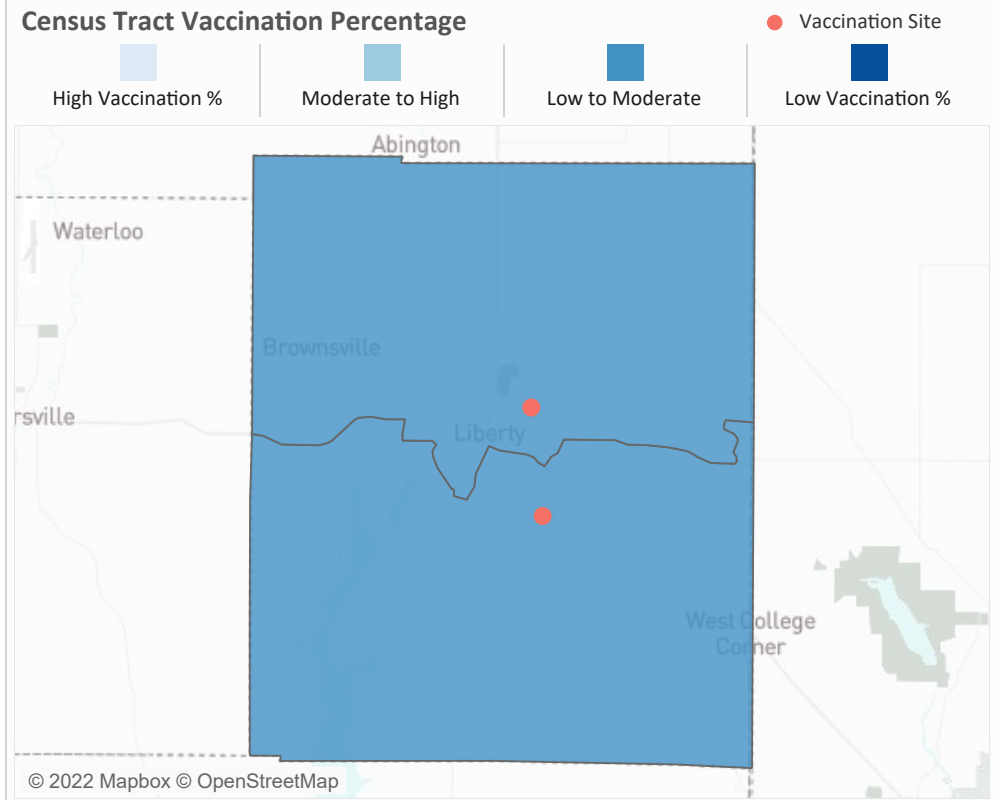 Census Tract Vaccination Percentage
Vaccination Site
High Vaccination %
Moderate to High
Low to Moderate
Low Vaccination %
Abington
Waterloo
Brownsville
rsville
Liberty
West College
Corner
© 2022 Mapbox © OpenStreetMap